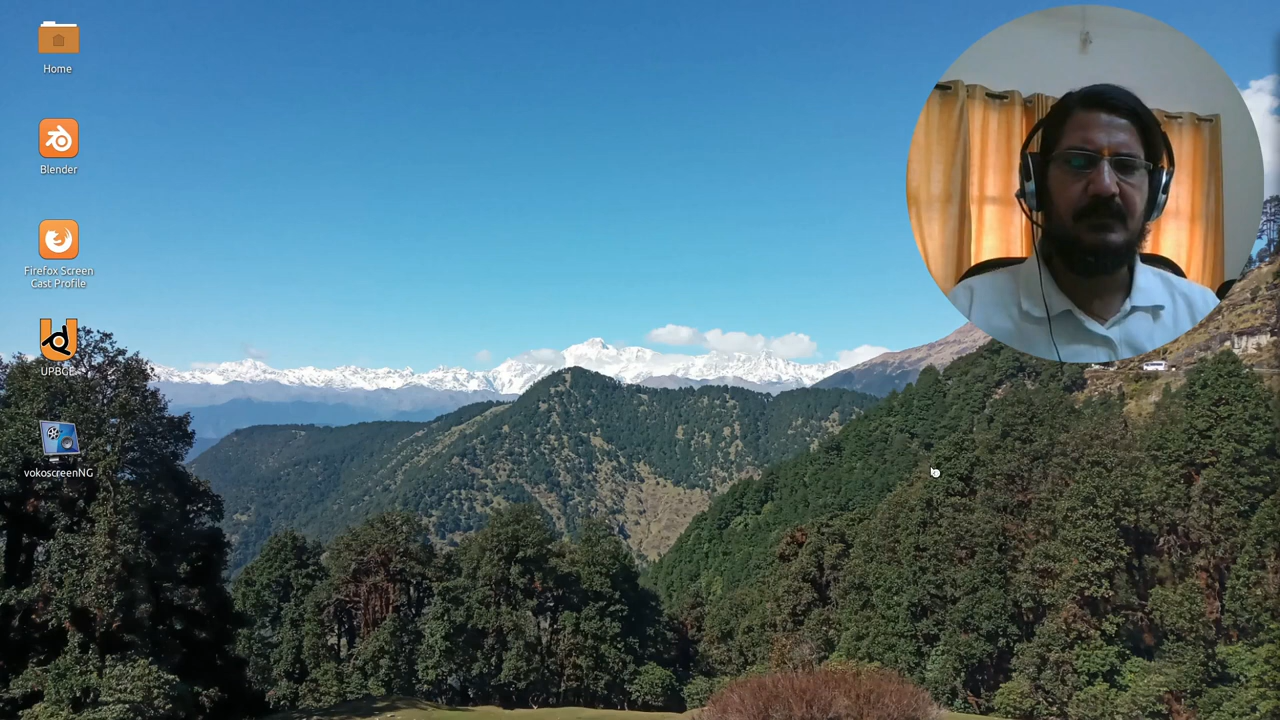 Home
Blender
Firefox Screen
Cast Profile
UPBGE
vokoscreenNG